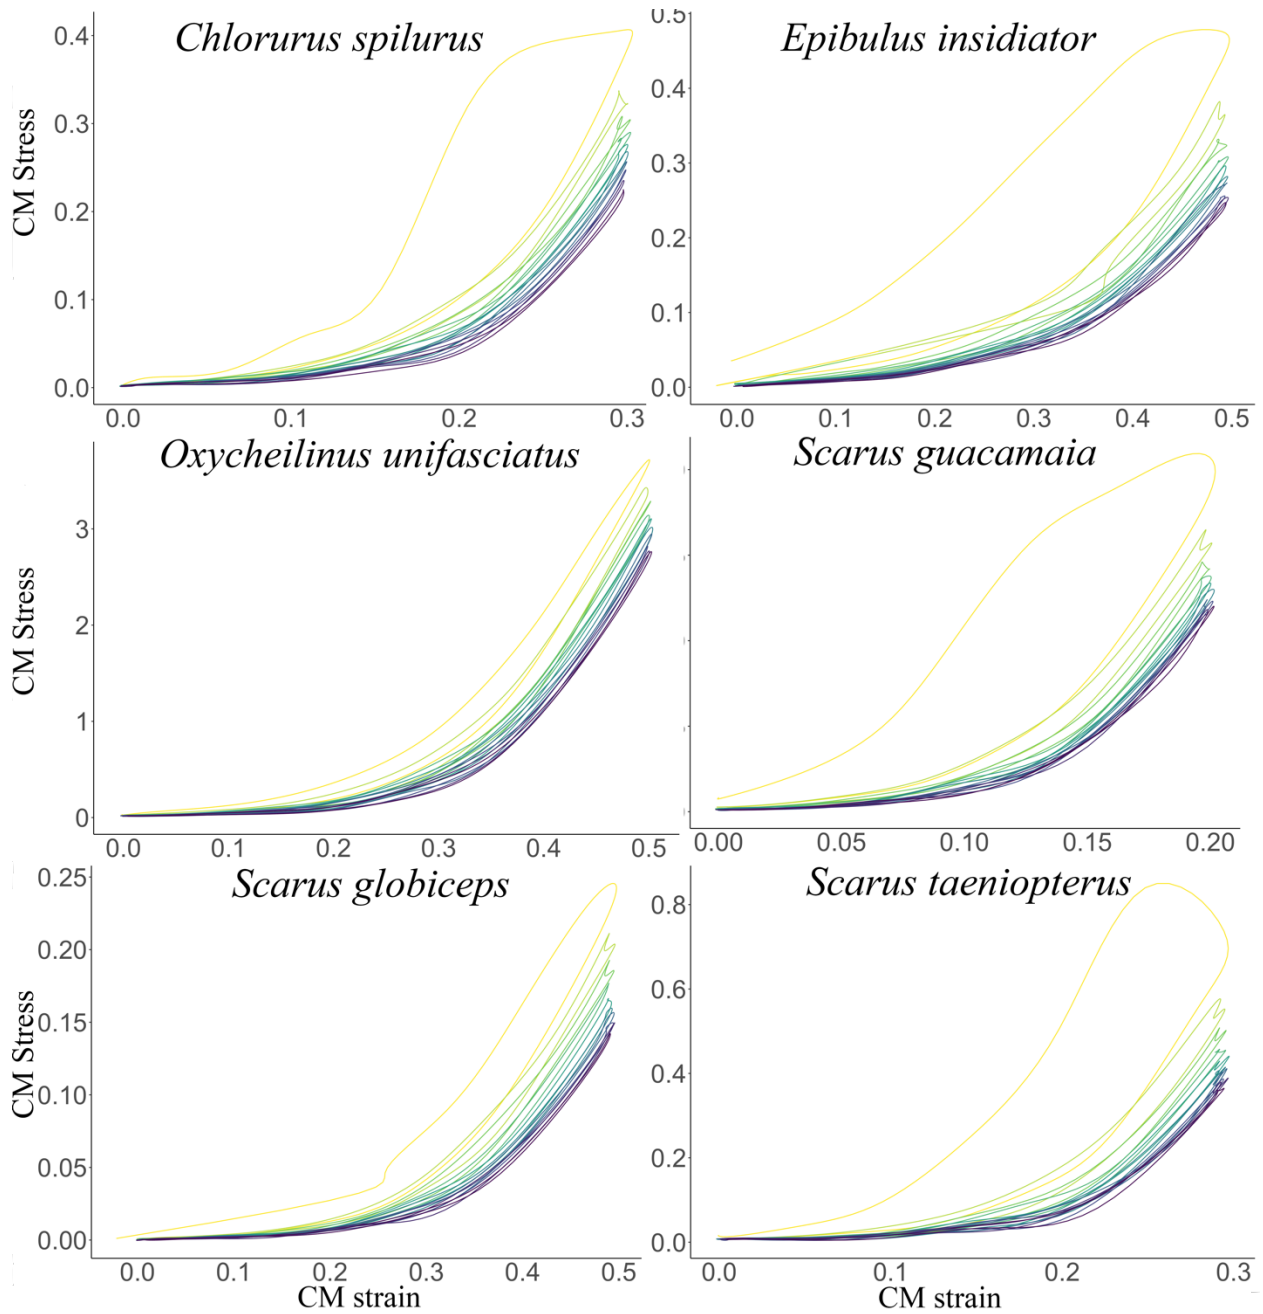 Chlorurus spilurus
CM Stress
0.4
0.3
0.2
0.1
0.0
0.0 0.1 0.2 0.3
Epibulus insidiator
0.5
0.4
0.3
0.2
0.1
0.0
0.0 0.1 0.2 0.3 0.4 0.5
Oxycheilinus unifasciatus
CM Stress
3
2
1
0
0.0 0.1 0.2 0.3 0.4 0.5
Scarus guacamaia
0.00 0.05 0.10 0.15 0.20
Scarus globiceps
CM Stress
0.25
0.20
0.15
0.10
0.05
0.00
0.0 0.1 0.2 0.3 0.4 0.5
CM strain
Scarus taeniopterus
0.8
0.6
0.4
0.2
0.0
0.0 0.1 0.2 0.3
CM strain